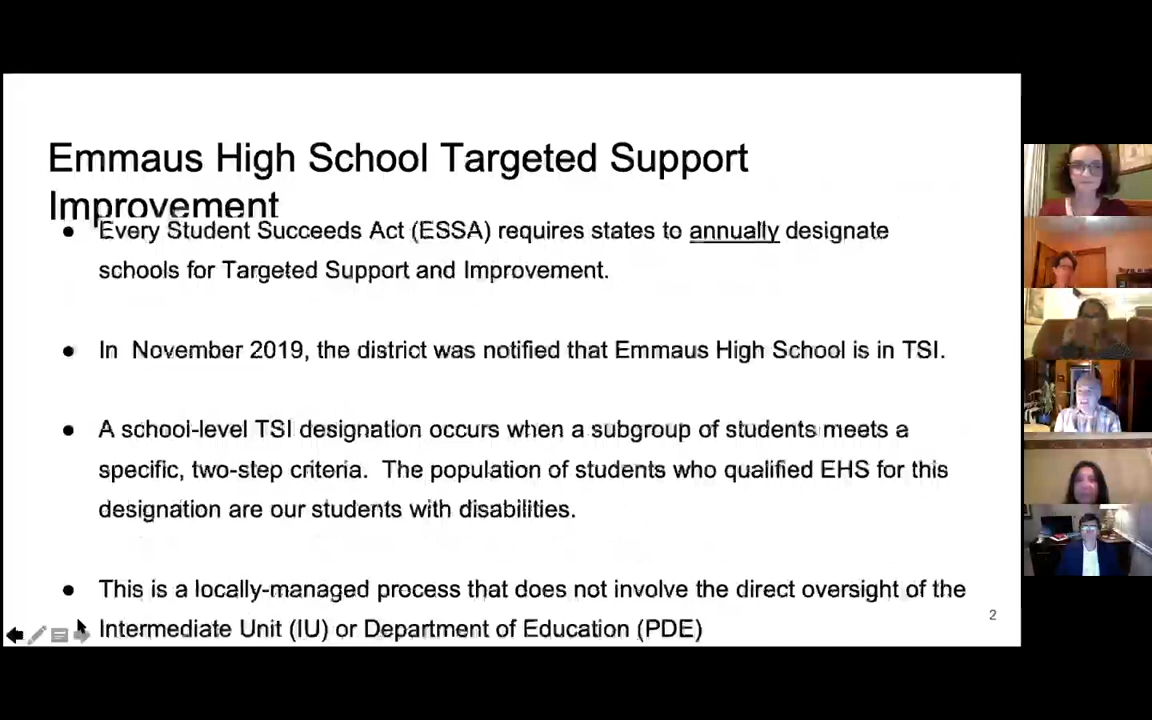 Emmaus High School Targeted Support
Improvement
● Every Student Succeeds Act (ESSA) requires states to annually designate
schools for Targeted Support and Improvement.
● In November 2019, the district was notified that Emmaus High School is in TSI.
● A school-level TSI designation occurs when a subgroup of students meets a
specific, two-step criteria. The population of students who qualified EHS for this
designation are our students with disabilities.
● This is a locally-managed process that does not involve the direct oversight of the
Intermediate Unit (IU) or Department of Education (PDE)
2